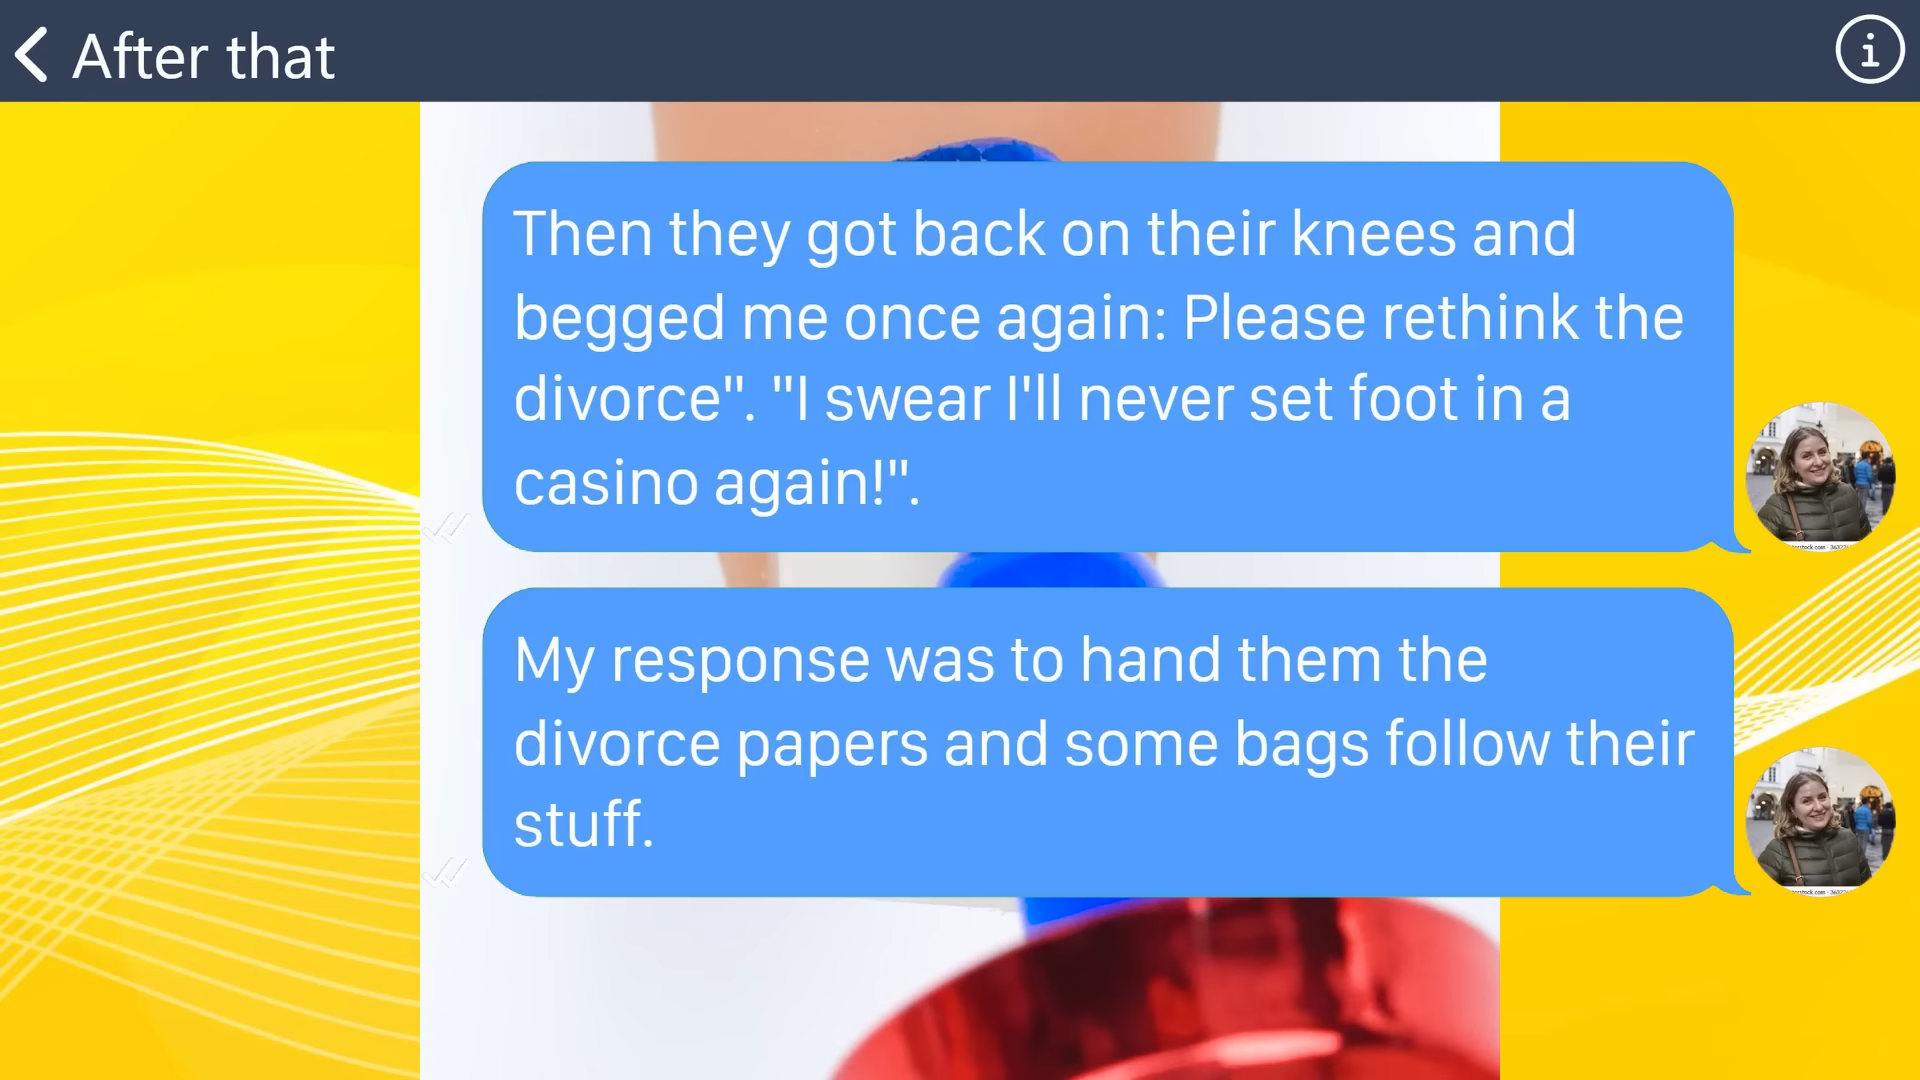 After that
Then they got back on their knees and
begged me once again: Please rethink the
divorce". "I swear I'll never set foot in a
casino again!".
My response was to hand them the
divorce papers and some bags follow their
stuff.